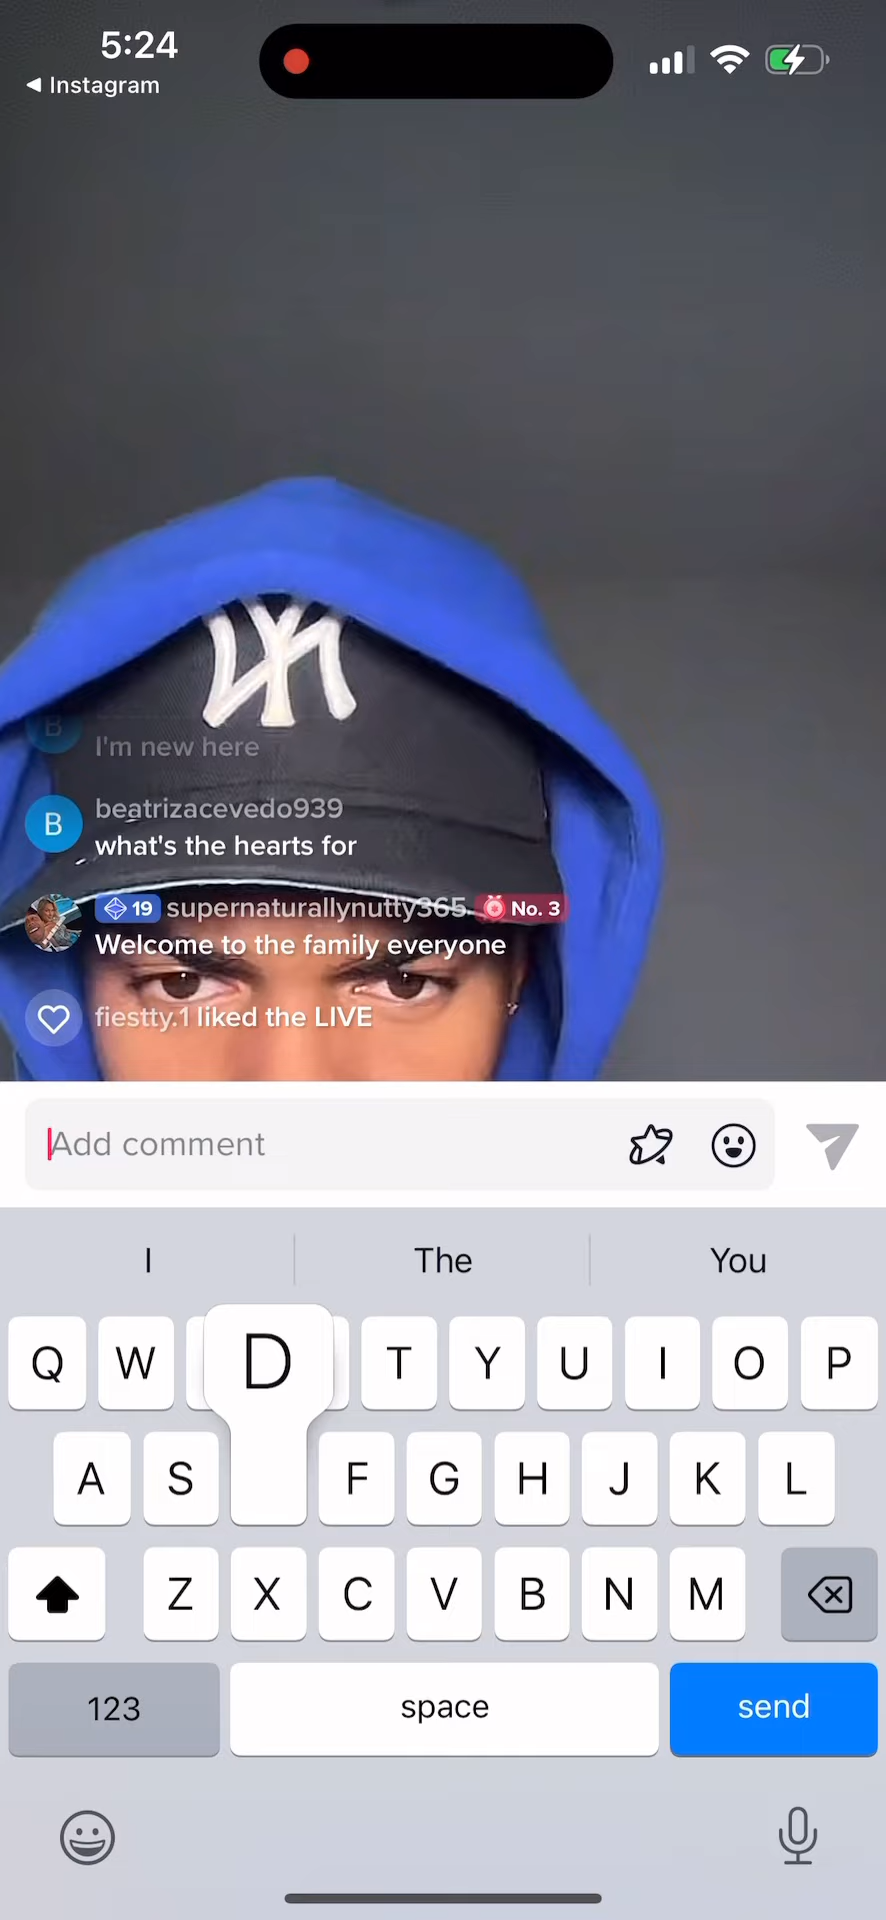 5:24
Instagram
NY
B
I'm new here
B
beatrizacevedo939
what's the hearts for
19 supernaturallynutty365 No. 3
Welcome to the family everyone
fiestty.1 liked the LIVE
Add comment
I The You
Q W D T Y U I O P
A S F G H J K L
Z X C V B N M
123 space send